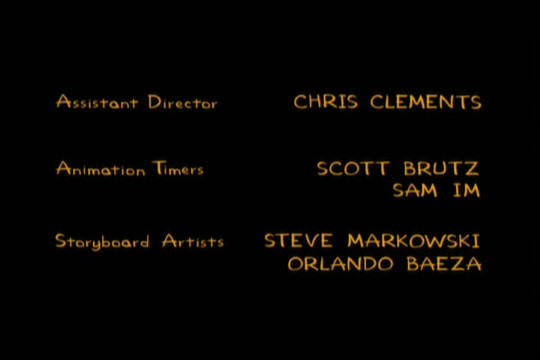 Assistant Director CHRIS CLEMENTS
Animation Timers SCOTT BRUTZ
SAM IM
Storyboard Artists STEVE MARKOWSKI
ORLANDO BAEZA